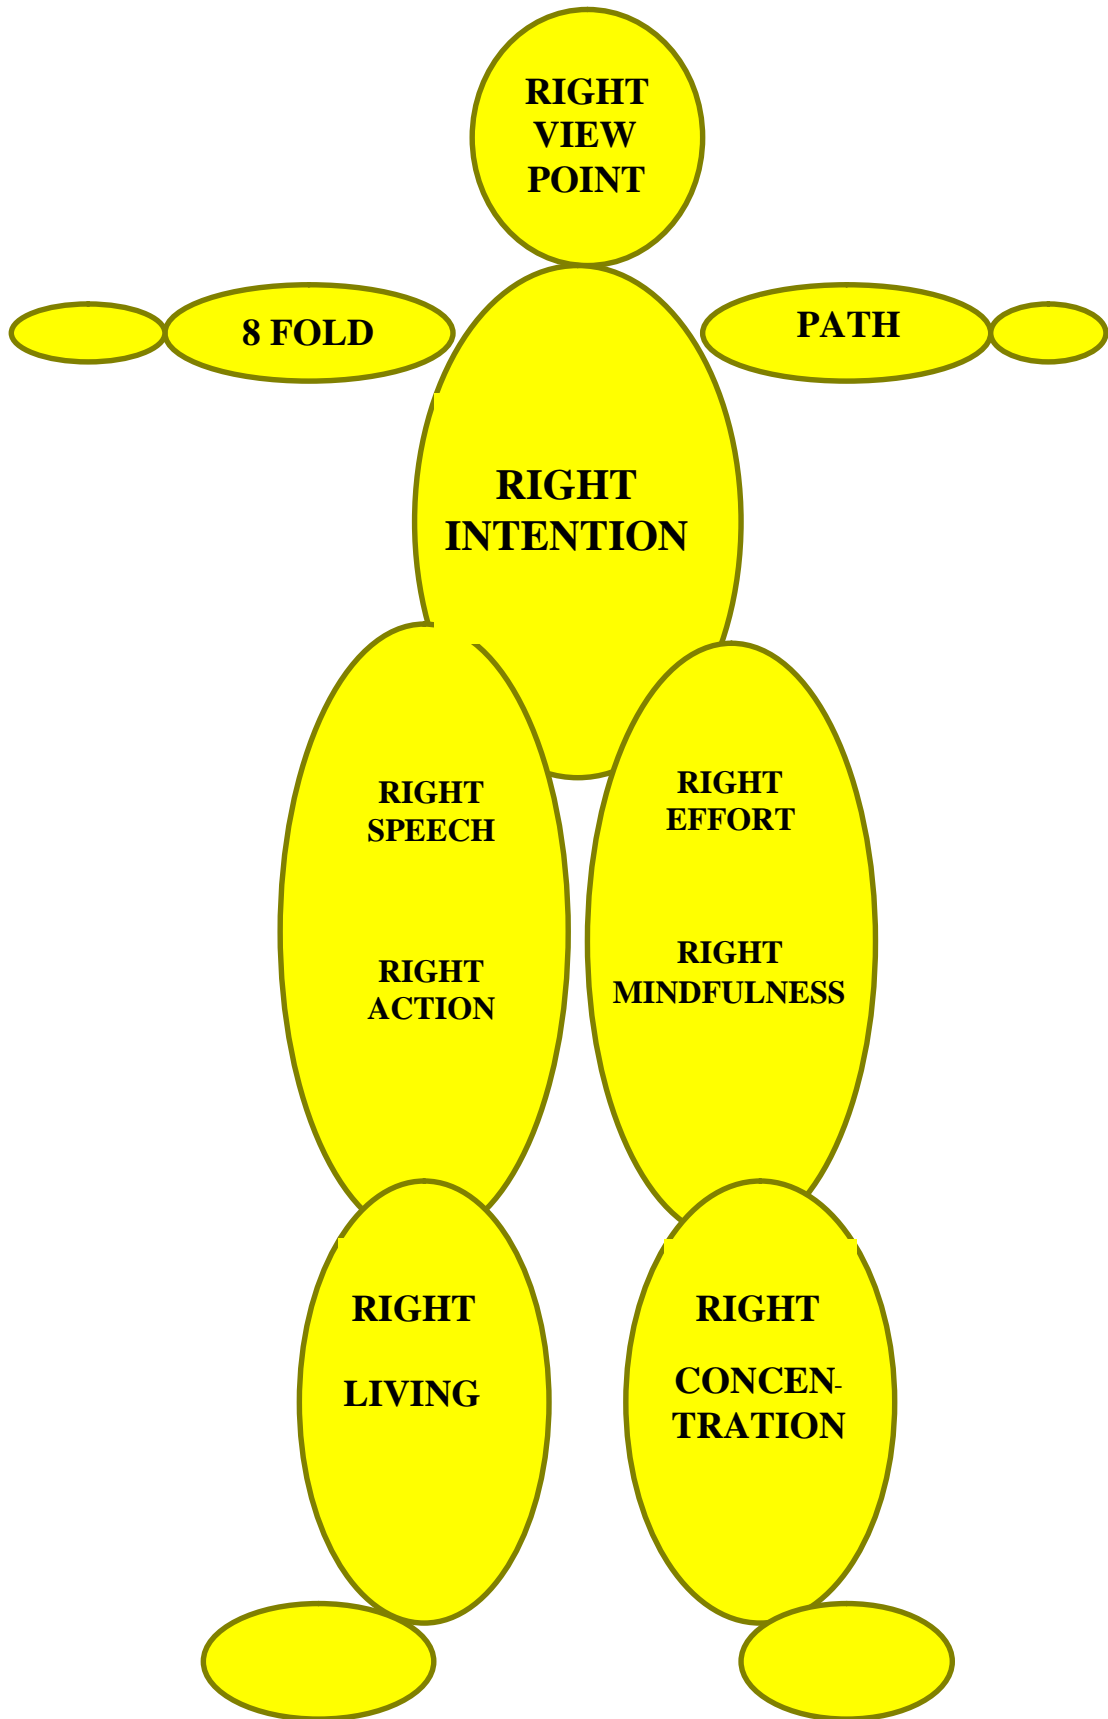 RIGHT
VIEW
POINT
8 FOLD
PATH
RIGHT
INTENTION
RIGHT
SPEECH
RIGHT
EFFORT
RIGHT
ACTION
RIGHT
MINDFULNESS
RIGHT
LIVING
RIGHT
CONCEN-
TRATION